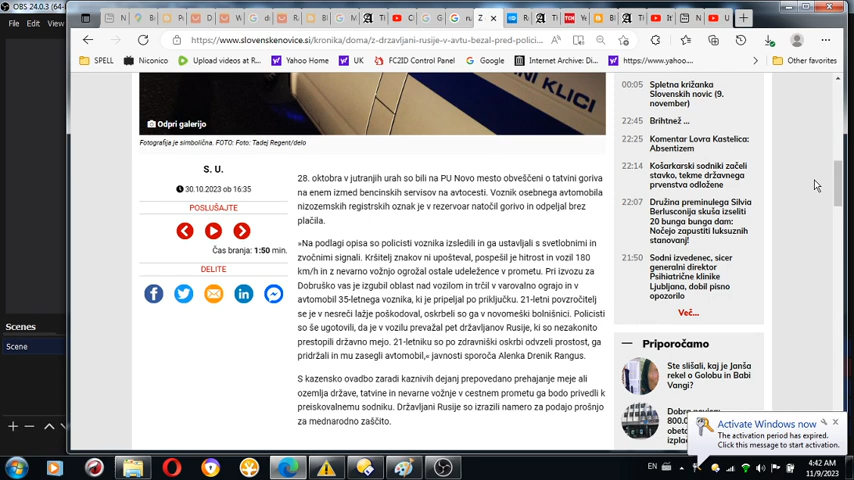 OBS 24.0.3 (64-
File Edit View
https://www.slovenskenovice.si/kronika/doma/z-drzavljani-rusije-v-avtu-bezal-pred-polici...
SPELL
Niconico
Upload videos r...
Yahoo Home
UK
FC2ID Control Panel
Google
Internet Archive: Di...
https://www.yahoo....
Other favorites
NI KLICI
Odpri galerijo
Fotografija je simbolična. FOTO: Foto: Tadej Regent/delo
S. U.
30.10.2023 ob 16:35
POSLUŠAJTE
Čas branja: 1:50 min.
DELITE
28. oktobra v jutranjih urah so bili na PU Novo mesto obveščeni o tatvini goriva
na enem izmed bencinskih servisov na avtocesti. Voznik osebnega avtomobila
nizozemskih registrskih oznak je v rezervoar natočil gorivo in odpeljal brez
plačila.
»Na podlagi opisa so policisti voznika izsledili in ga ustavljali s svetlobnimi in
zvočnimi signali. Kršitelj znakov ni upošteval, pospešil je hitrost in vozil 180
km/h in z nevarno vožnjo ogrožal ostale udeležence v prometu. Pri izvozu za
Dobruško vas je izgubil oblast nad vozilom in trčil v varovalno ograjo in v
avtomobil 35-letnega voznika, ki je pripeljal po priključku. 21-letni povzročitelj
se je v nesreči lažje poškodoval, oskrbeli so ga v novomeški bolnišnici. Policisti
so še ugotovili, da je v vozilu prevažal pet državljanov Rusije, ki so nezakonito
prestopili državno mejo. 21-letniku so po zdravniški oskrbi odvzeli prostost, ga
pridržali in mu zasegli avtomobil,« javnosti sporoča Alenka Drenik Rangus.
S kazensko ovadbo zaradi kaznivih dejanj prepovedano prehajanje meje ali
ozemlja države, tatvine in nevarne vožnje v cestnem prometu ga bodo privedli k
preiskovalnemu sodniku. Državljani Rusije so izrazili namero za podajo prošnjo
za mednarodno zaščito.
00:05 Spletna križanka
Slovenskih novic (9.
november)
22:45 Brihtnež ...
22:25 Komentar Lovra Kastelica:
Absentizem
22:14 Košarkarski sodniki začeli
stavko, tekme državnega
prvenstva odložene
22:07 Družina preminulega Silvia
Berlusconija skuša izseliti
20 bunga bunga dam:
Nočejo zapustiti luksuznih
stanovanj!
21:50 Sodni izvedenec, sicer
generalni direktor
Psihiatrične klinike
Ljubljana, dobil pismo
opozorilo
Več...
Priporočamo
Ste slišali, kaj je Janša
rekel o Golobu in Babi
Vangi?
800.0
Scenes
Scene
Activate Windows now
The activation period has expired.
Click this message to start activation.
EN
4:42 AM
11/9/2023